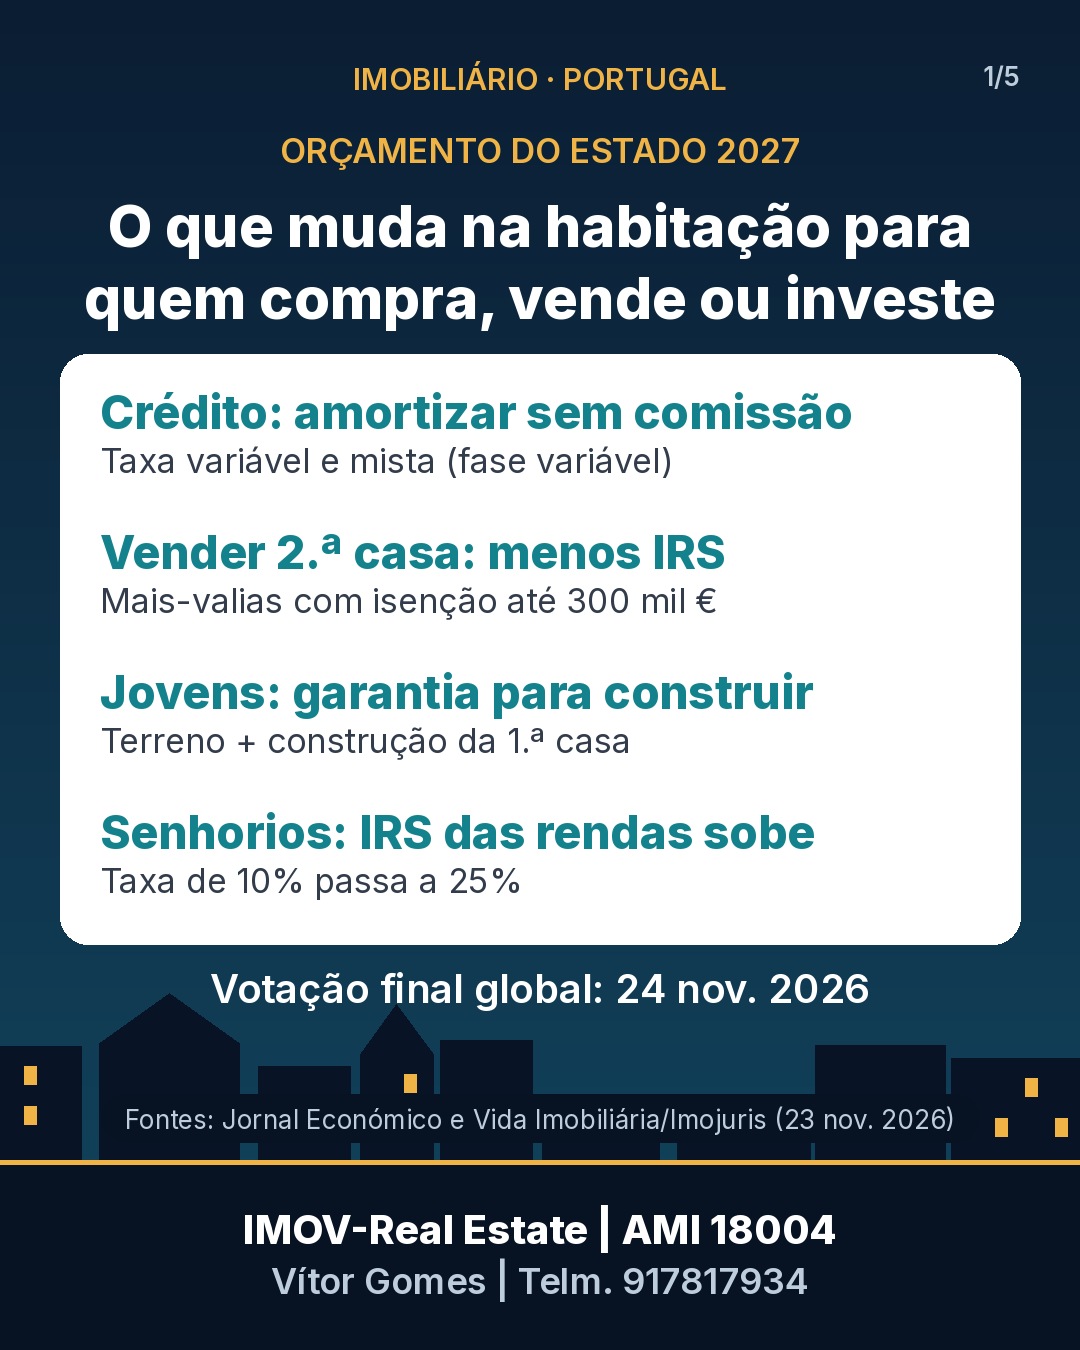 IMOBILIÁRIO · PORTUGAL
1/5
ORÇAMENTO DO ESTADO 2027
O que muda na habitação para
quem compra, vende ou investe
Crédito: amortizar sem comissão
Taxa variável e mista (fase variável)
Vender 2.ª casa: menos IRS
Mais-valias com isenção até 300 mil €
Jovens: garantia para construir
Terreno + construção da 1.ª casa
Senhorios: IRS das rendas sobe
Taxa de 10% passa a 25%
Votação final global: 24 nov. 2026
Fontes: Jornal Económico e Vida Imobiliária/Imojuris (23 nov. 2026)
IMOV-Real Estate | AMI 18004
Vítor Gomes | Telm. 917817934